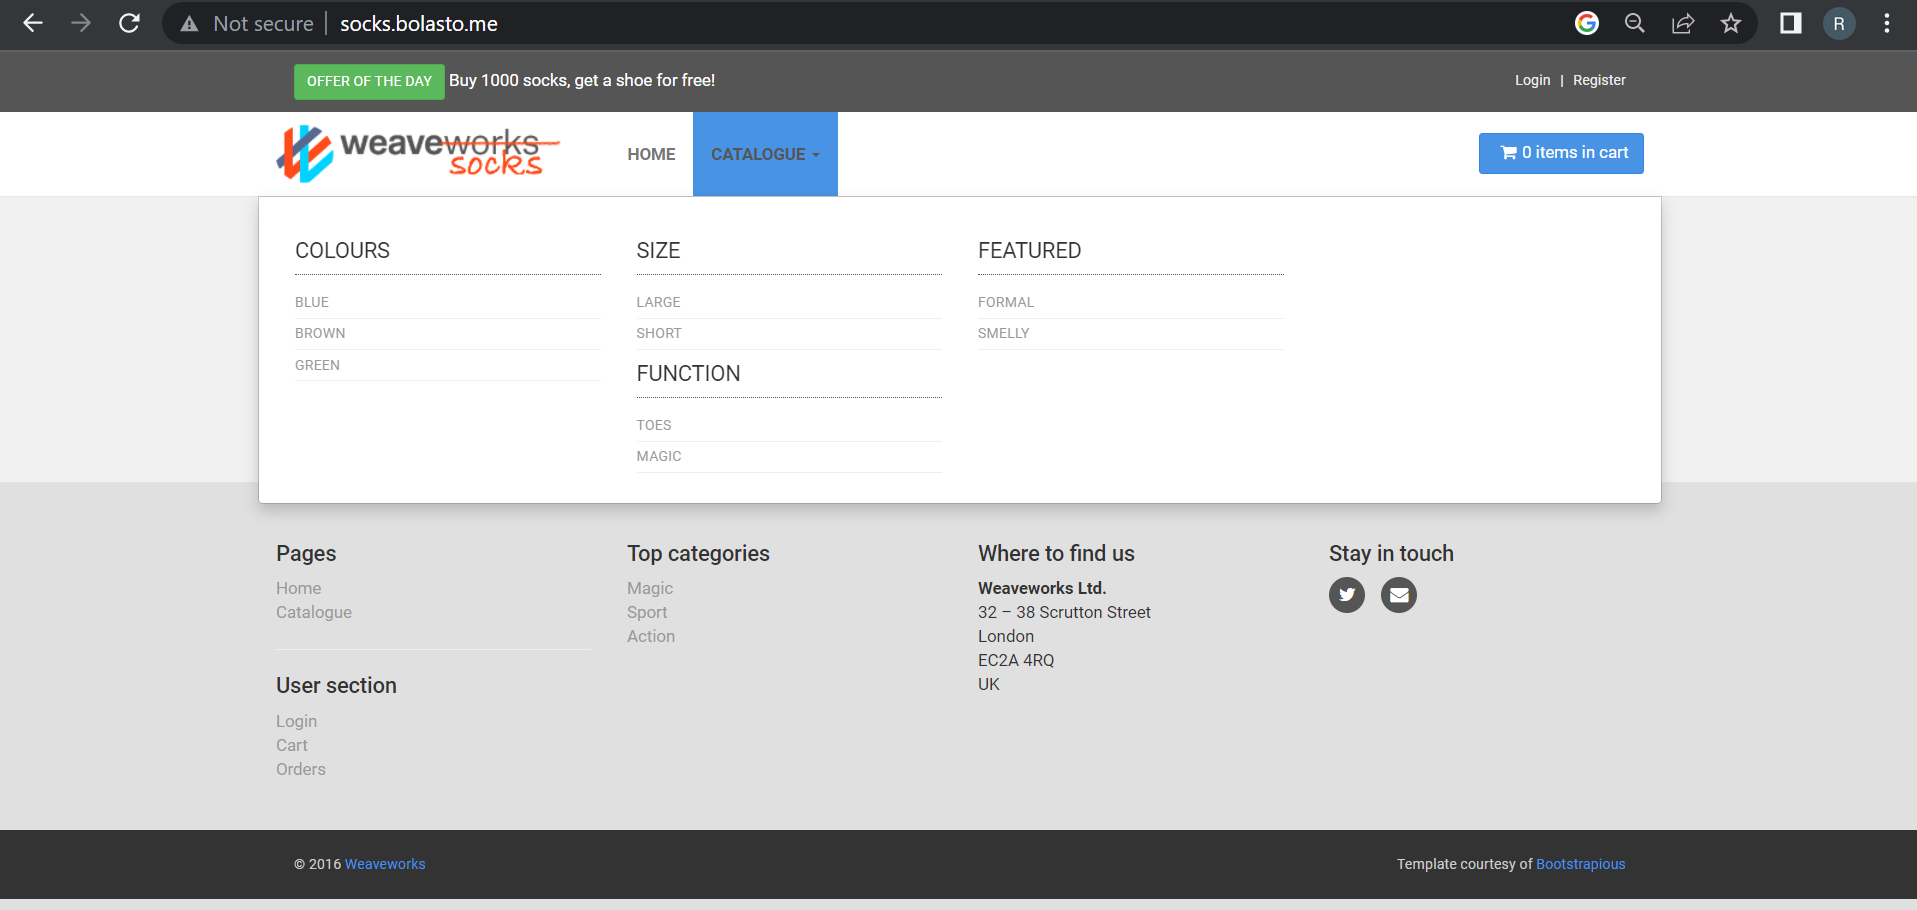 Not secure | socks.bolasto.me
R
OFFER OF THE DAY Buy 1000 socks, get a shoe for free!
Login | Register
weaveworks
socks
HOME
CATALOGUE
0 items in cart
COLOURS
BLUE
BROWN
GREEN
SIZE
LARGE
SHORT
FUNCTION
TOES
MAGIC
FEATURED
FORMAL
SMELLY
Pages
Home
Catalogue
User section
Login
Cart
Orders
Top categories
Magic
Sport
Action
Where to find us
Weaveworks Ltd.
32 – 38 Scrutton Street
London
EC2A 4RQ
UK
Stay in touch
© 2016 Weaveworks
Template courtesy of Bootstrapious